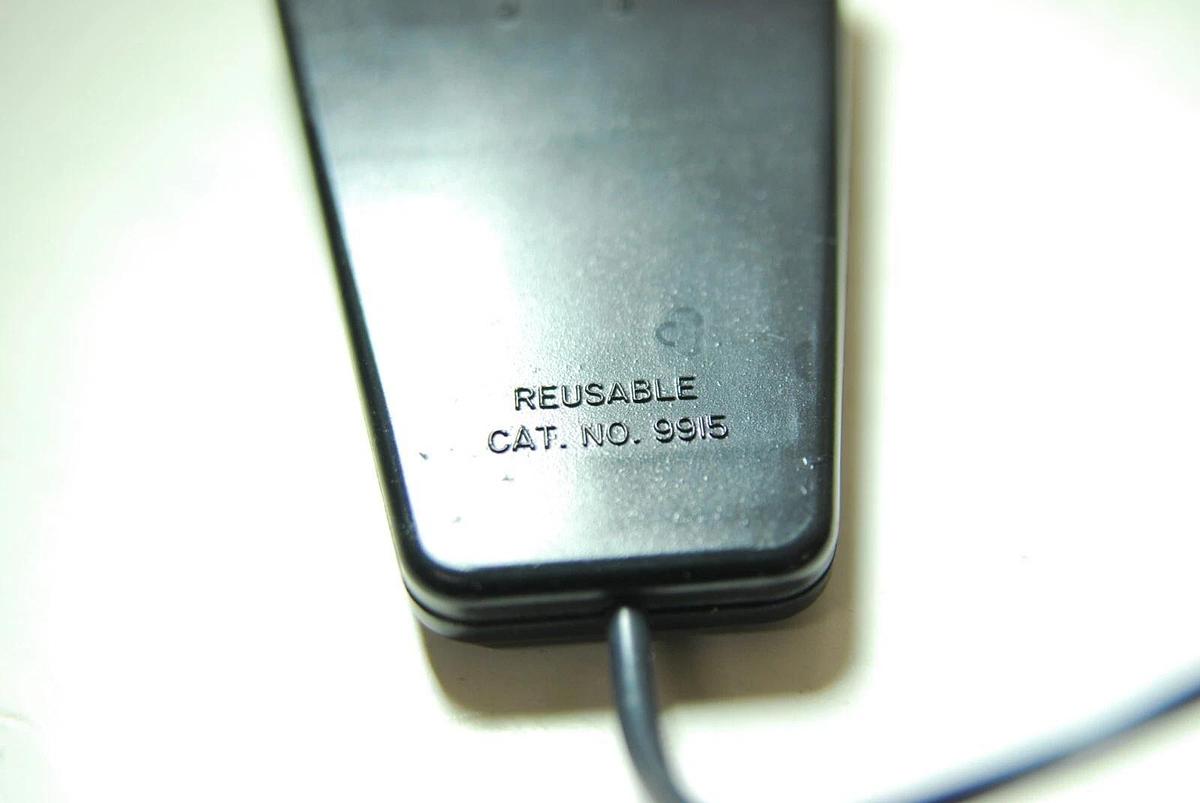 REUSABLE
CAT. NO. 9915